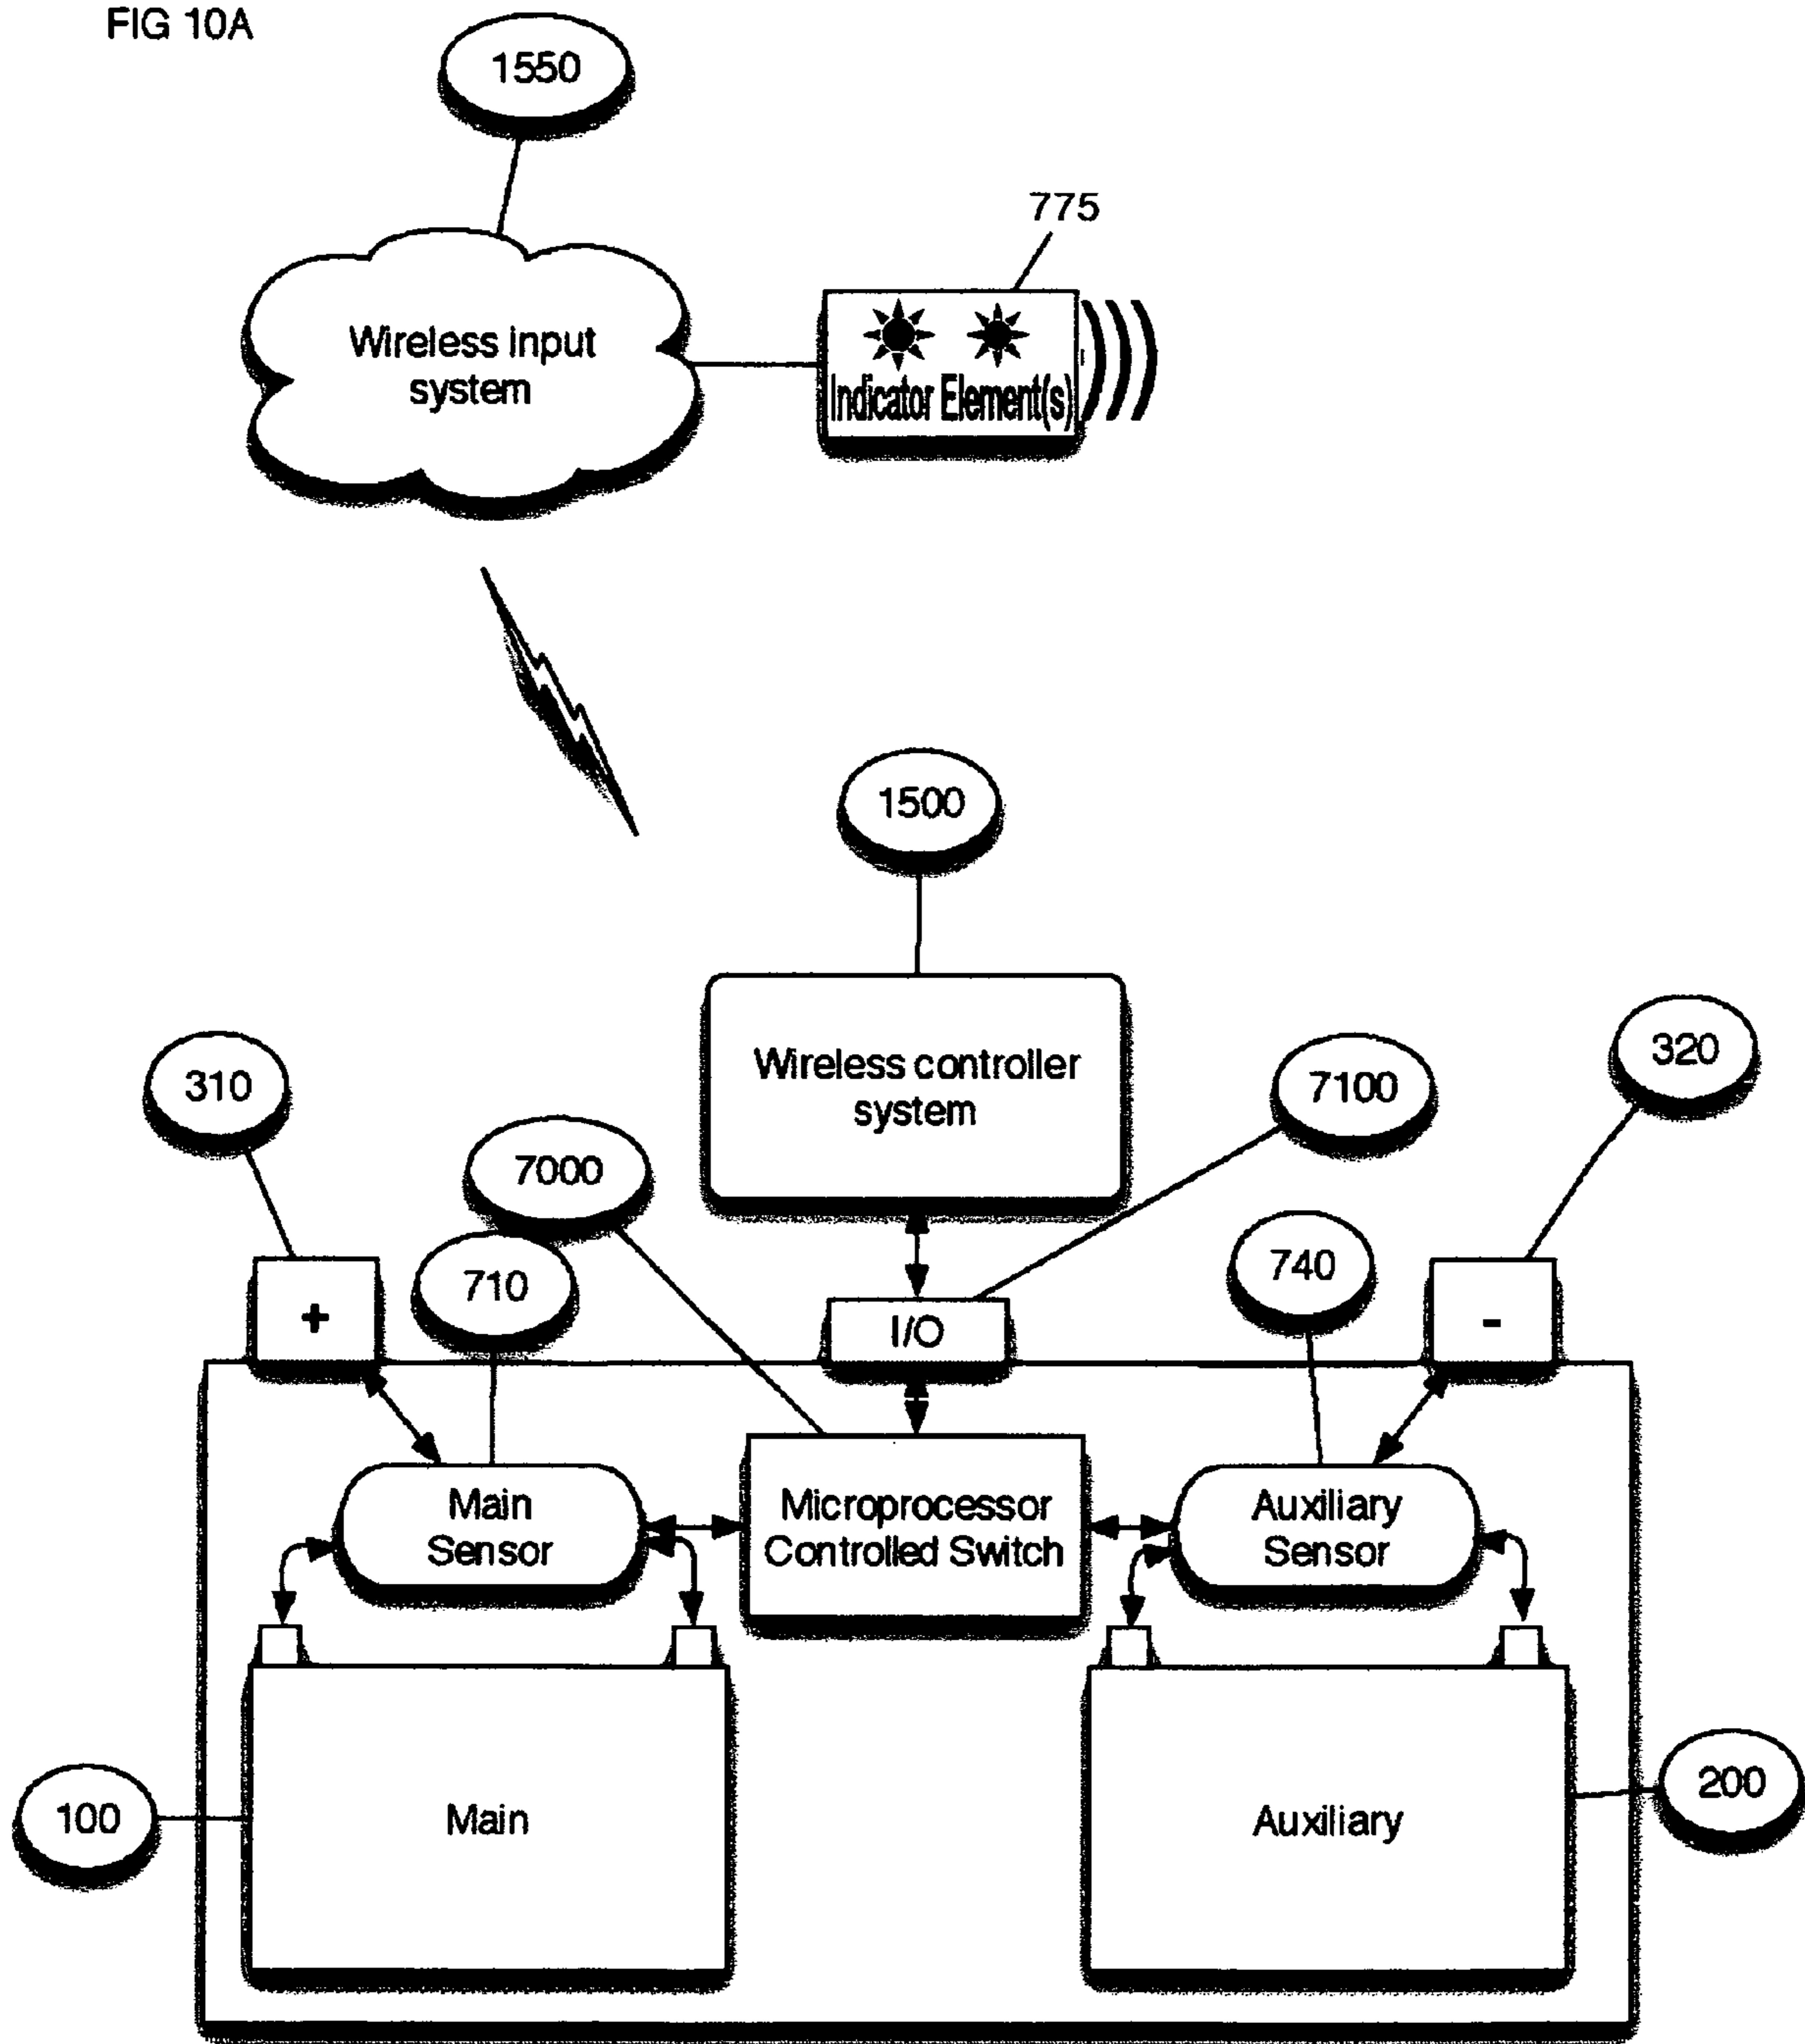 FIG 10A
1550
775
Wireless input
system
Indicator Element(s)
1500
Wireless controller
system
310
320
7100
7000
710
740
+
I/O
-
Main
Sensor
Microprocessor
Controlled Switch
Auxiliary
Sensor
100
Main
Auxiliary
200